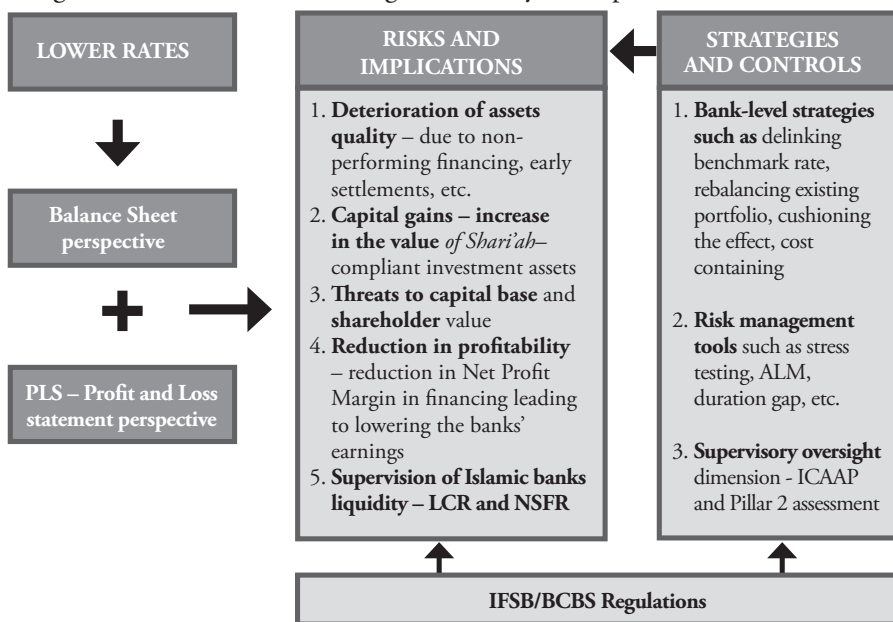 LOWER RATES
Balance Sheet
perspective
PLS – Profit and Loss
statement perspective
RISKS AND
IMPLICATIONS
1. Deterioration of assets
quality – due to non-
performing financing, early
settlements, etc.
2. Capital gains – increase
in the value of Shari’ah–
compliant investment assets
3. Threats to capital base and
shareholder value
4. Reduction in profitability
– reduction in Net Profit
Margin in financing leading
to lowering the banks’
earnings
5. Supervision of Islamic banks
liquidity – LCR and NSFR
STRATEGIES
AND CONTROLS
1. Bank-level strategies
such as delinking
benchmark rate,
rebalancing existing
portfolio, cushioning
the effect, cost
containing
2. Risk management
tools such as stress
testing, ALM,
duration gap, etc.
3. Supervisory oversight
dimension - ICAAP
and Pillar 2 assessment
IFSB/BCBS Regulations